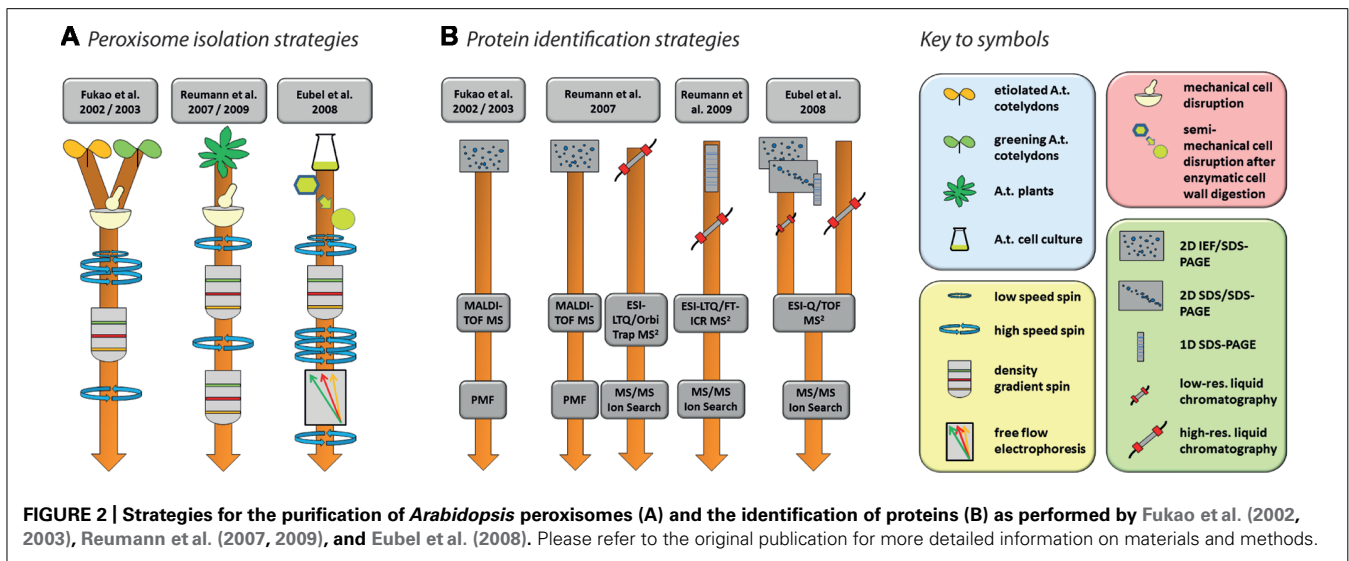 A Peroxisome isolation strategies
B Protein identification strategies
Key to symbols
Fukao et al.
2002 / 2003
Reumann et al.
2007 / 2009
Eubel et al.
2008
Fukao et al.
2002 / 2003
Reumann et al.
2007
Reumann et
al. 2009
Eubel et al.
2008
MALDI-
TOF MS
MALDI-
TOF MS
ESI-
LTQ/Orbi
Trap MS²
ESI-LTQ/FT-
ICR MS²
ESI-Q/TOF
MS²
PMF
PMF
MS/MS
Ion Search
MS/MS
Ion Search
MS/MS
Ion Search
etiolated A.t.
cotelydons
greening A.t.
cotelydons
A.t. plants
A.t. cell culture
low speed spin
high speed spin
density
gradient spin
free flow
electrophoresis
mechanical cell
disruption
semi-
mechanical cell
disruption after
enzymatic cell
wall digestion
2D IEF/SDS-
PAGE
2D SDS/SDS-
PAGE
1D SDS-PAGE
low-res. liquid
chromatography
high-res. liquid
chromatography
FIGURE 2 | Strategies for the purification of Arabidopsis peroxisomes (A) and the identification of proteins (B) as performed by Fukao et al. (2002,
2003), Reumann et al. (2007, 2009), and Eubel et al. (2008). Please refer to the original publication for more detailed information on materials and methods.